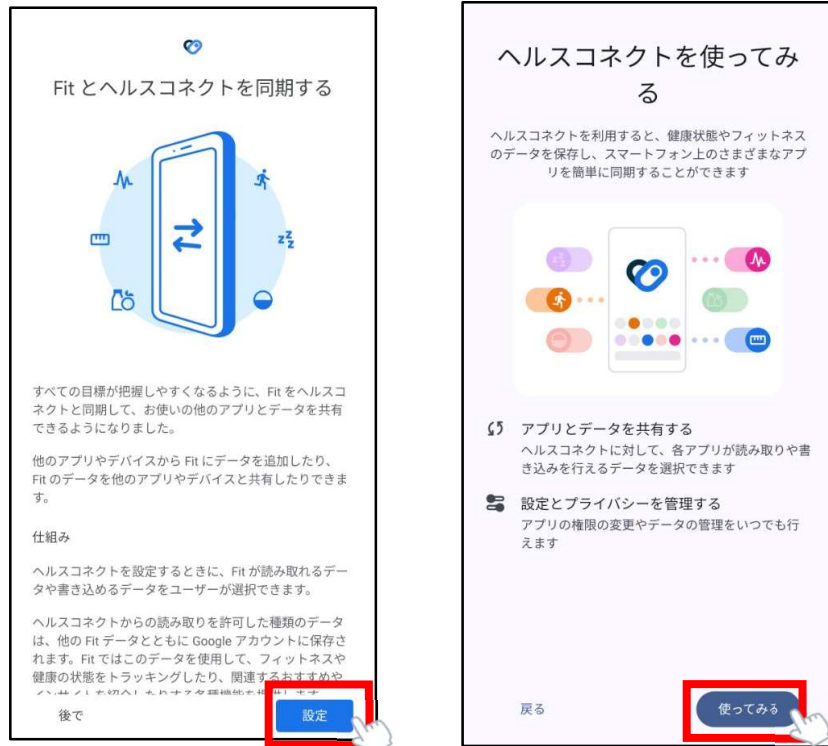 Fit とヘルスコネクトを同期する
すべての目標が把握しやすくなるように、Fit をヘルスコ
ネクトと同期して、お使いの他のアプリとデータを共有
できるようになりました。
他のアプリやデバイスから Fit にデータを追加したり、
Fit のデータを他のアプリやデバイスと共有したりできま
す。
仕組み
ヘルスコネクトを設定するときに、Fit が読み取れるデー
タや書き込めるデータをユーザーが選択できます。
ヘルスコネクトからの読み取りを許可した種類のデータ
は、他の Fit データとともに Google アカウントに保存さ
れます。Fit ではこのデータを使用して、フィットネスや
健康の状態をトラッキングしたり、関連するおすすめや
後で
設定
ヘルスコネクトを使ってみ
る
ヘルスコネクトを利用すると、健康状態やフィットネス
のデータを保存し、スマートフォン上のさまざまなアプ
リを簡単に同期することができます
アプリとデータを共有する
ヘルスコネクトに対して、各アプリが読み取りや書
き込みを行えるデータを選択できます
設定とプライバシーを管理する
アプリの権限の変更やデータの管理をいつでも行
えます
戻る
使ってみる